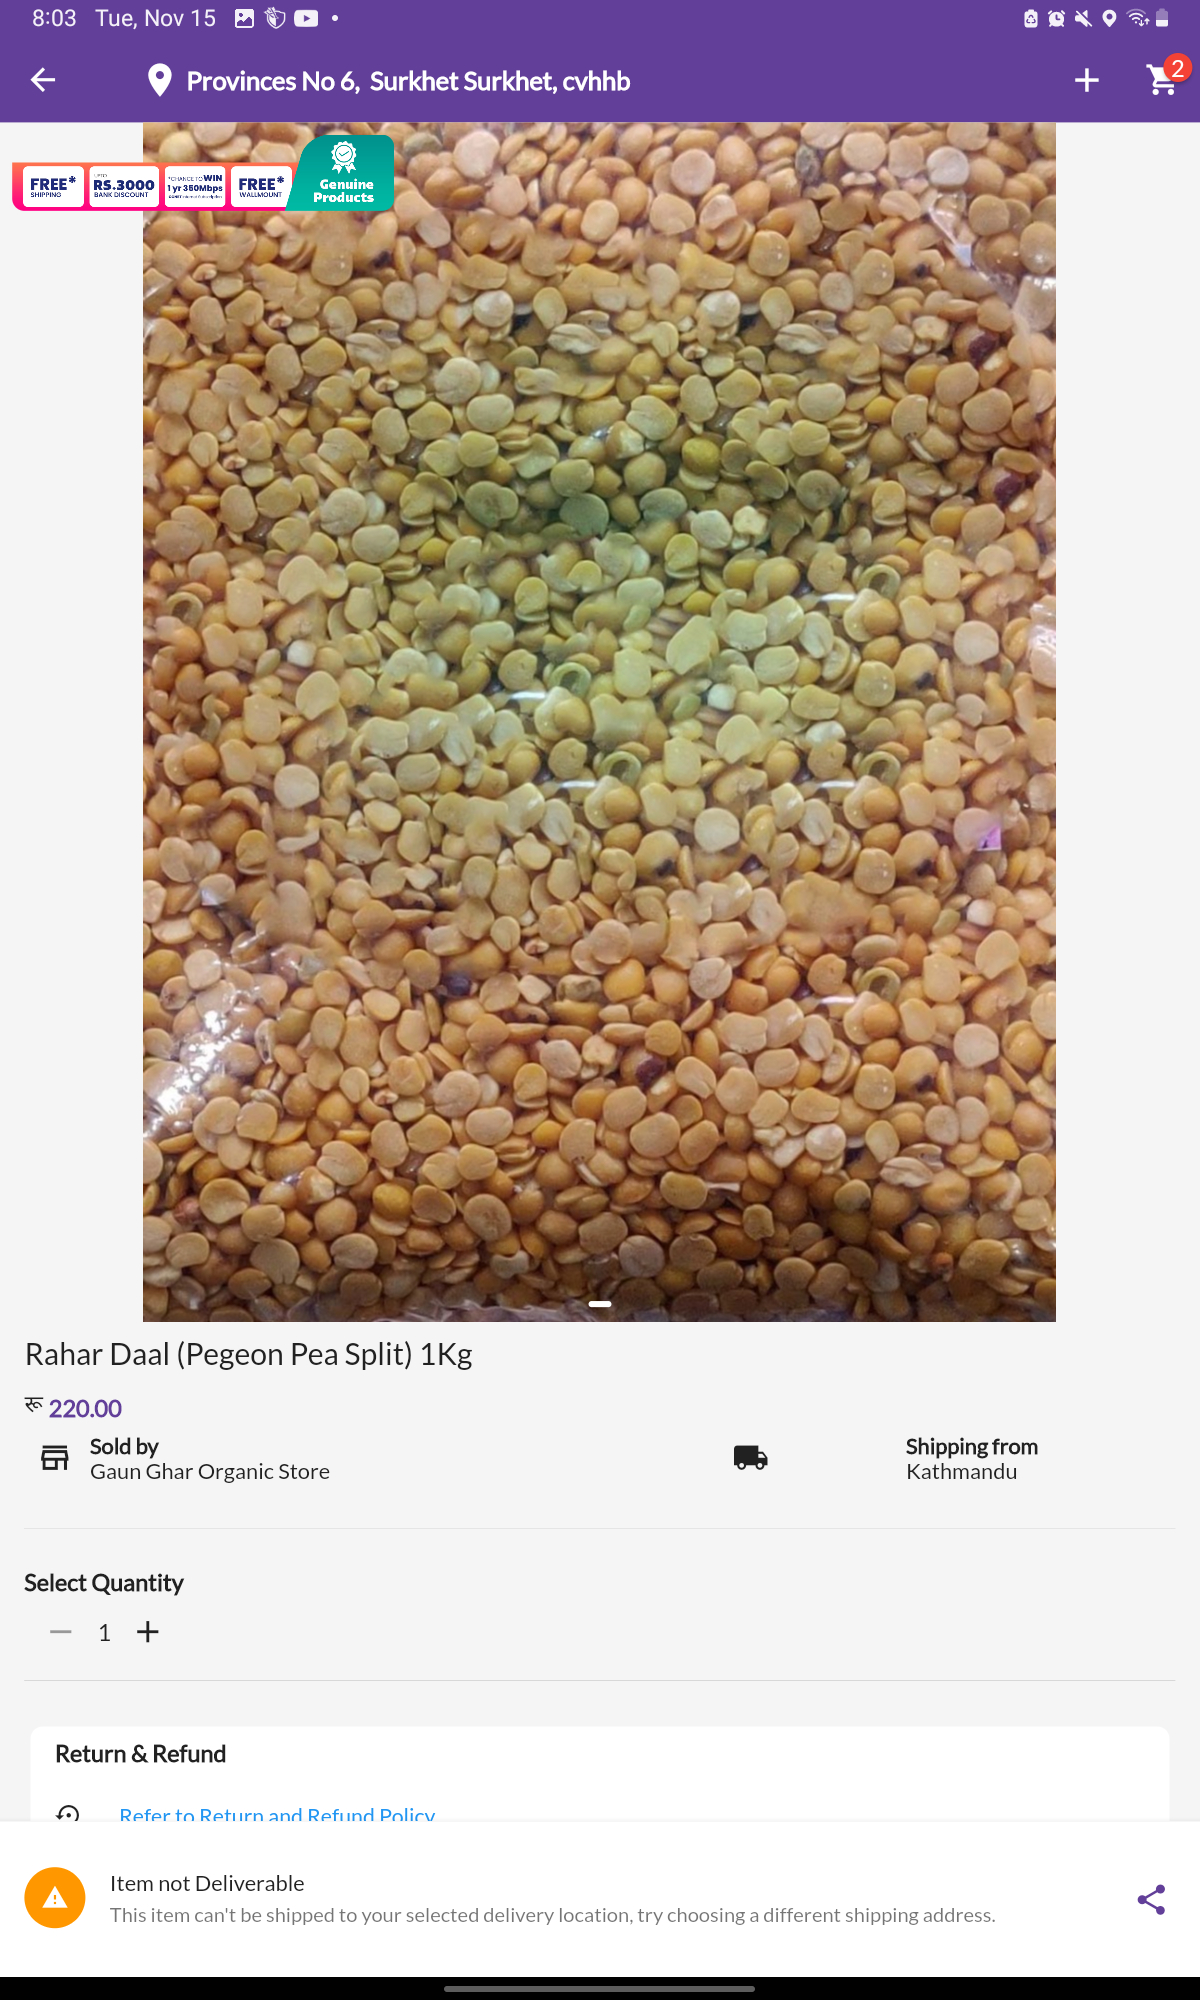 8:03 Tue, Nov 15
Provinces No 6, Surkhet Surkhet, cvhhb
2
FREE*
SHIPPING
UPTO
RS.3000
BANK DISCOUNT
*CHANCE TO WIN
1 yr 350Mbps
FREE*
WALLMOUNT
Genuine
Products
Rahar Daal (Pegeon Pea Split) 1Kg
रू 220.00
Sold by
Gaun Ghar Organic Store
Shipping from
Kathmandu
Select Quantity
1
Return & Refund
Refer to Return and Refund Policy
Item not Deliverable
This item can't be shipped to your selected delivery location, try choosing a different shipping address.